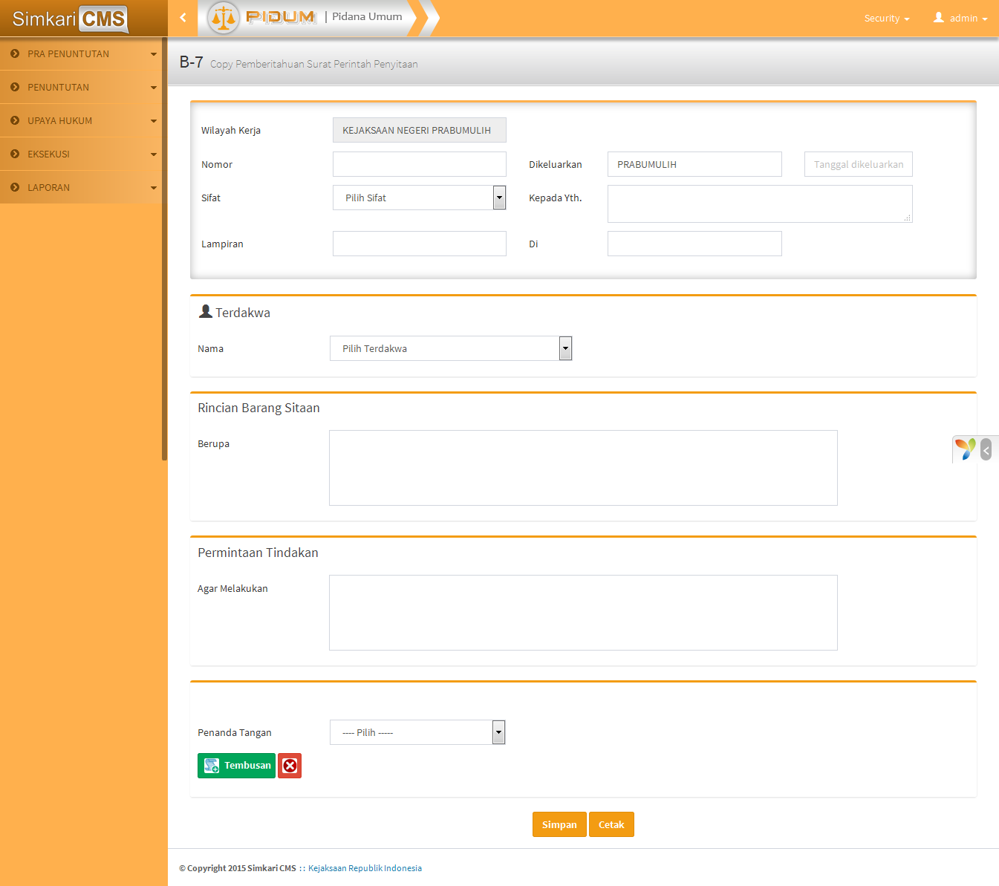 Simkari CMS
PIDUM | Pidana Umum
Security
admin
PRA PENUNTUTAN
PENUNTUTAN
UPAYA HUKUM
EKSEKUSI
LAPORAN
B-7 Copy Pemberitahuan Surat Perintah Penyitaan
Wilayah Kerja KEJAKSAAN NEGERI PRABUMULIH
Nomor Dikeluarkan PRABUMULIH Tanggal dikeluarkan
Sifat Pilih Sifat Kepada Yth.
Lampiran Di
Terdakwa
Nama Pilih Terdakwa
Rincian Barang Sitaan
Berupa
Permintaan Tindakan
Agar Melakukan
Penanda Tangan ---- Pilih -----
Tembusan
Simpan Cetak
© Copyright 2015 Simkari CMS :: Kejaksaan Republik Indonesia